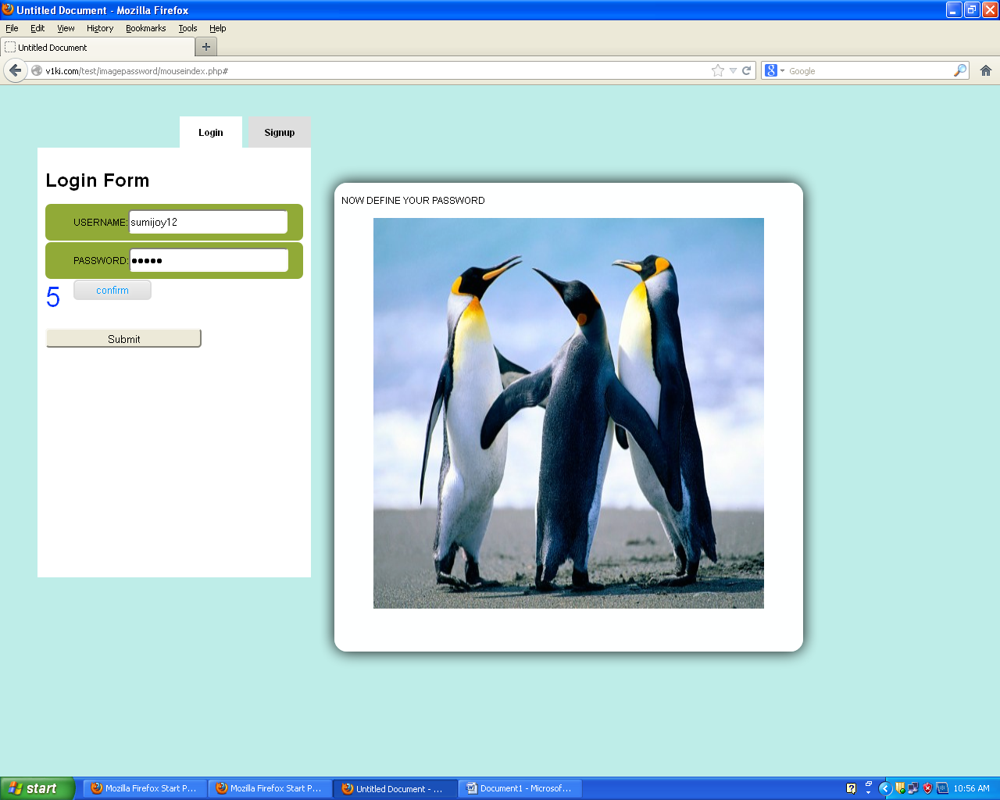 Untitled Document - Mozilla Firefox
File Edit View History Bookmarks Tools Help
Untitled Document +
v1ki.com/test/imagepassword/mouseindex.php#
Google
Login
Signup
Login Form
USERNAME: sumijoy12
PASSWORD: •••••
5
confirm
Submit
NOW DEFINE YOUR PASSWORD
start
Mozilla Firefox Start P...
Mozilla Firefox Start P...
Untitled Document - ...
Document1 - Microsof...
10:56 AM